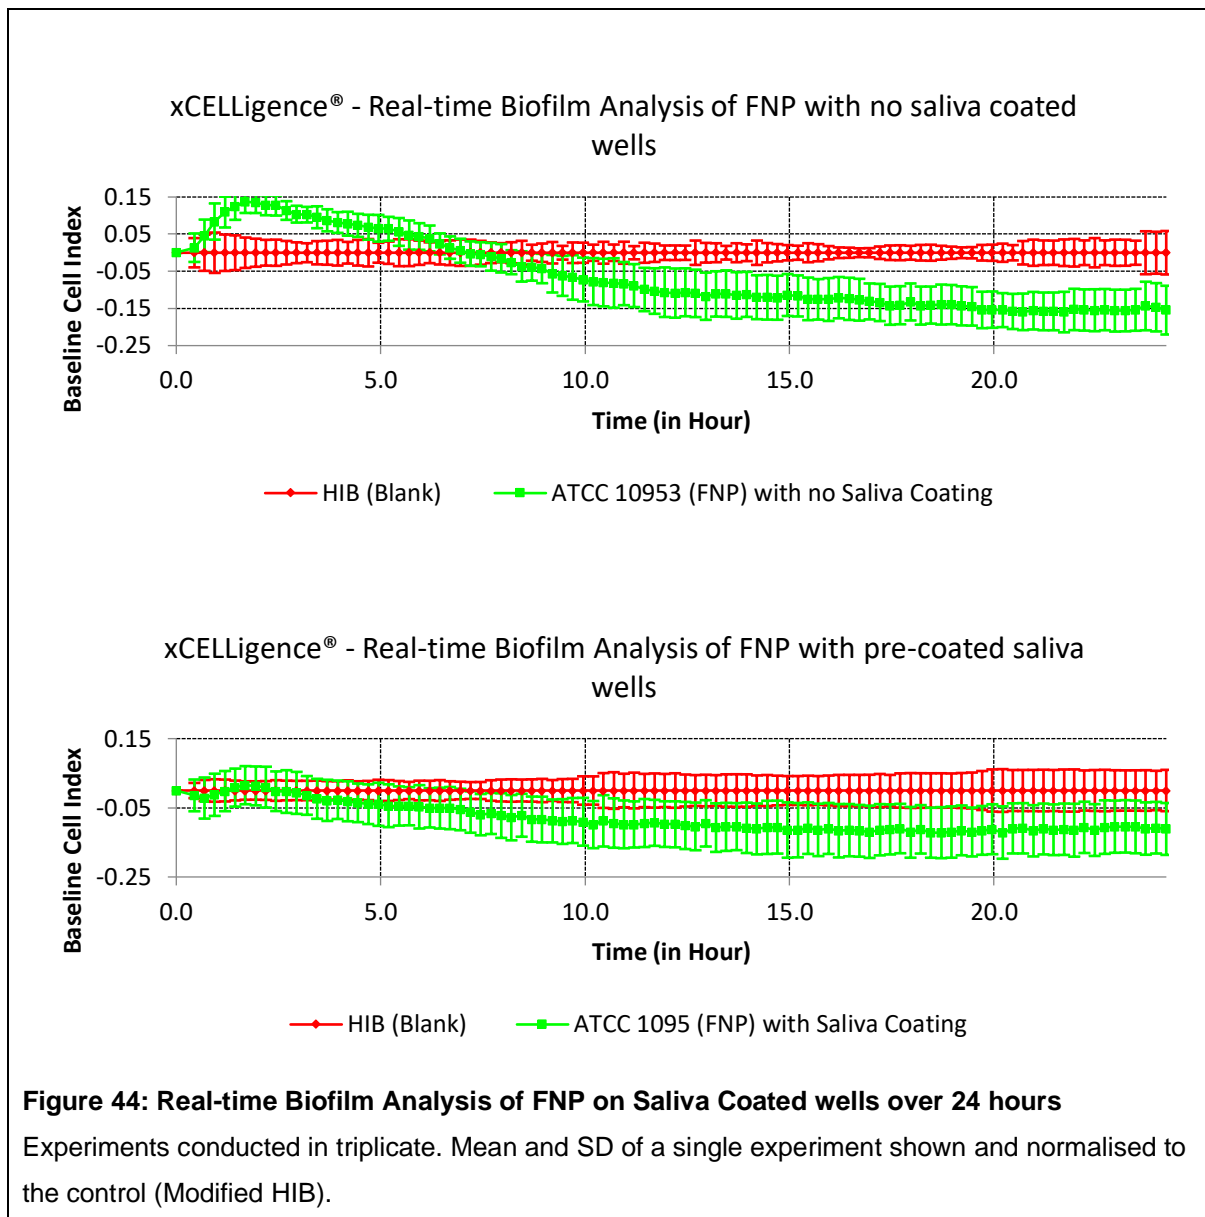 xCELLigence® - Real-time Biofilm Analysis of FNP with no saliva coated
wells
Baseline Cell Index
0.15
0.05
-0.05
-0.15
-0.25
0.0 5.0 10.0 15.0 20.0
Time (in Hour)
HIB (Blank) ATCC 10953 (FNP) with no Saliva Coating
xCELLigence® - Real-time Biofilm Analysis of FNP with pre-coated saliva
wells
Baseline Cell Index
0.15
-0.05
-0.25
0.0 5.0 10.0 15.0 20.0
Time (in Hour)
HIB (Blank) ATCC 1095 (FNP) with Saliva Coating
Figure 44: Real-time Biofilm Analysis of FNP on Saliva Coated wells over 24 hours
Experiments conducted in triplicate. Mean and SD of a single experiment shown and normalised to
the control (Modified HIB).